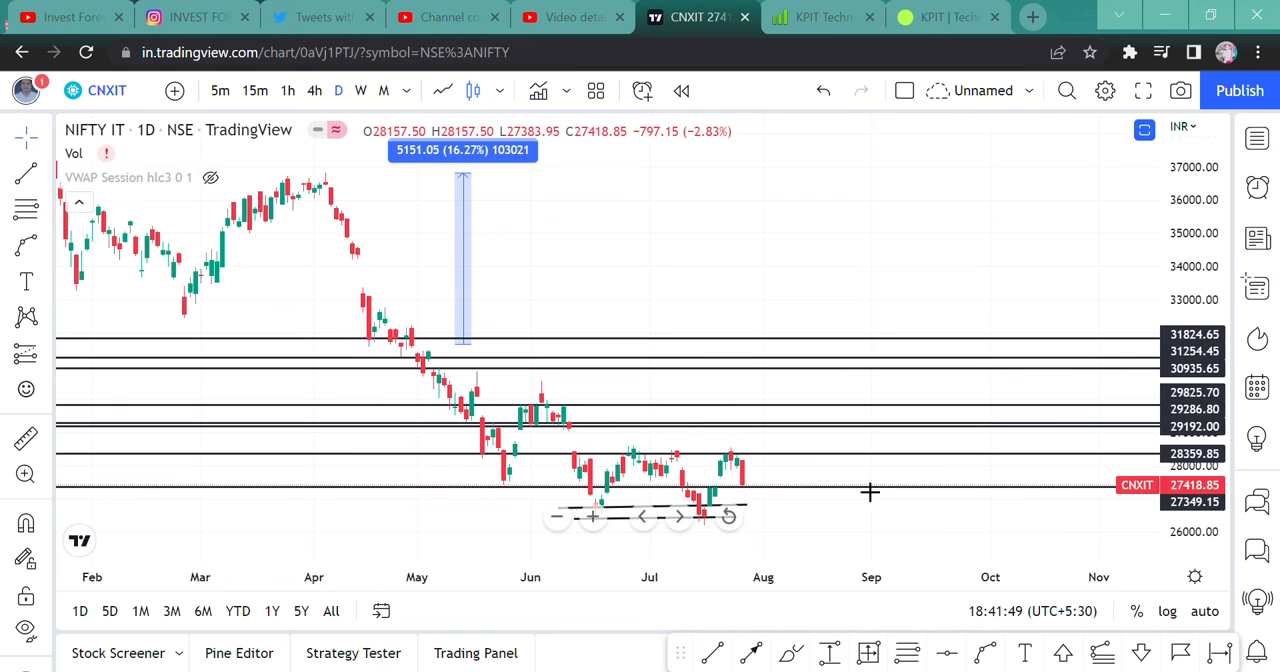 Invest Fore
INVEST FO
Tweets wit
Channel co
Video deta
CNXIT 2741
KPIT Techn
KPIT | Tech
in.tradingview.com/chart/0aVj1PTJ/?symbol=NSE%3ANIFTY
1
CNXIT
5m 15m 1h 4h D W M
Unnamed
Publish
NIFTY IT · 1D · NSE · TradingView
O28157.50 H28157.50 L27383.95 C27418.85 −797.15 (−2.83%)
INR
Vol
5151.05 (16.27%) 103021
VWAP Session hlc3 0 1
37000.00
36000.00
35000.00
34000.00
33000.00
31824.65
31254.45
30935.65
29825.70
29286.80
29192.00
28359.85
28000.00
CNXIT 27418.85
27349.15
26000.00
Feb Mar Apr May Jun Jul Aug Sep Oct Nov
1D 5D 1M 3M 6M YTD 1Y 5Y All
18:41:49 (UTC+5:30) % log auto
Stock Screener Pine Editor Strategy Tester Trading Panel